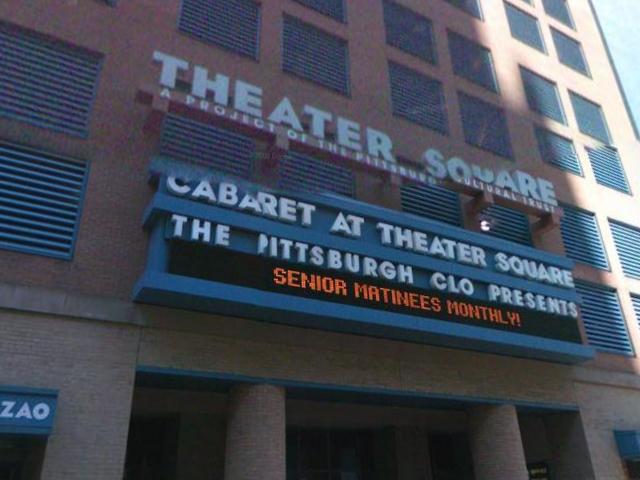 THEATER SQUARE
A PROJECT OF THE PITTSBURGH CULTURAL TRUST
CABARET AT THEATER SQUARE
THE PITTSBURGH CLO PRESENTS
SENIOR MATINEES MONTHLY!
ZAO